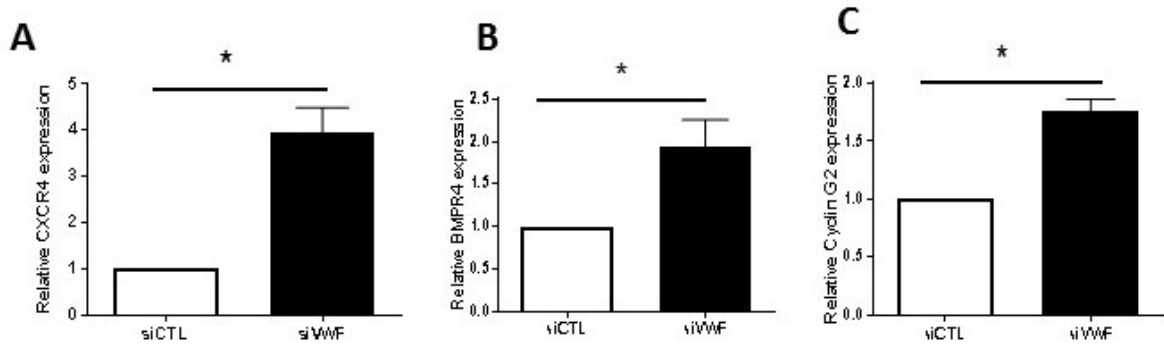 A
*
Relative CXCR4 expression
5
4
3
2
1
0
siCTL
siVWF
B
*
Relative BMPR4 expression
2.5
2.0
1.5
1.0
0.5
0.0
siCTL
siVWF
C
*
Relative Cyclin G2 expression
2.0
1.5
1.0
0.5
0.0
siCTL
siVWF